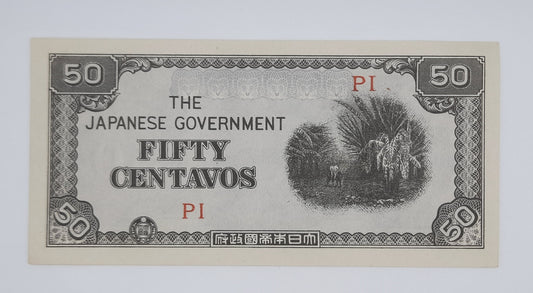 50 50
PI
THE
JAPANESE GOVERNMENT
FIFTY
CENTAVOS
PI
50 50
府政國帝本日大